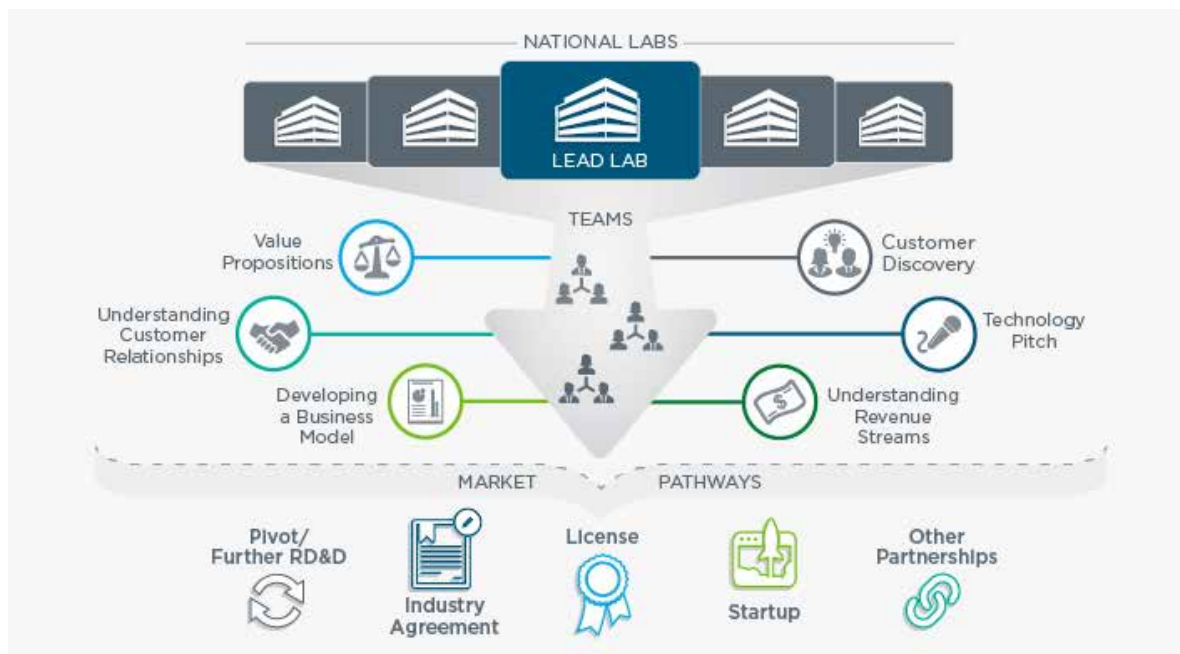 NATIONAL LABS
LEAD LAB
TEAMS
Value
Propositions
Customer
Discovery
Understanding
Customer
Relationships
Technology
Pitch
Developing
a Business
Model
$
Understanding
Revenue
Streams
MARKET PATHWAYS
Pivot/
Further RD&D
Industry
Agreement
License
Startup
Other
Partnerships